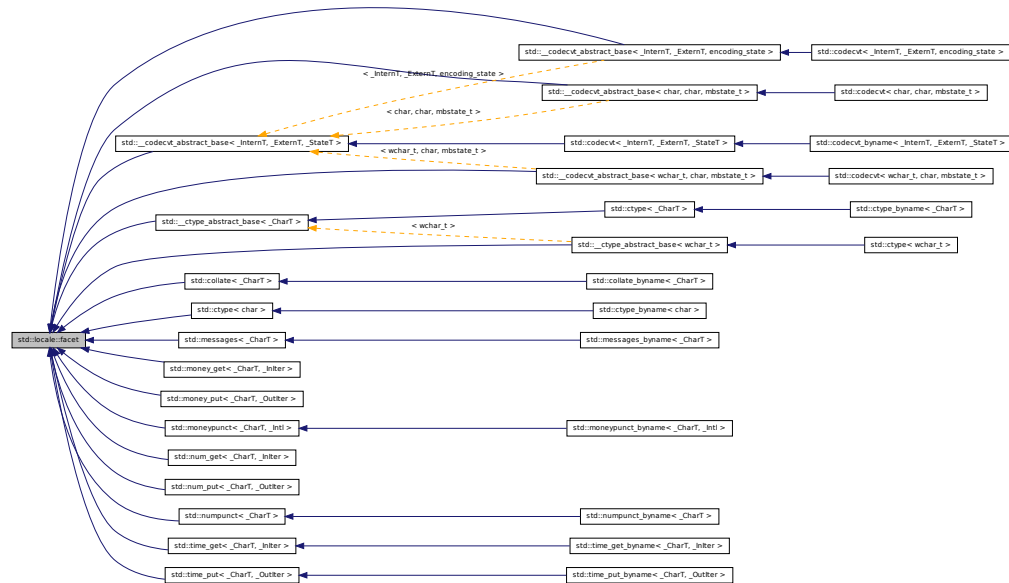 std::__codecvt_abstract_base< _InternT, _ExternT, encoding_state >
std::codecvt< _InternT, _ExternT, encoding_state >
< _InternT, _ExternT, encoding_state >
std::__codecvt_abstract_base< char, char, mbstate_t >
std::codecvt< char, char, mbstate_t >
< char, char, mbstate_t >
std::__codecvt_abstract_base< _InternT, _ExternT, _StateT >
std::codecvt< _InternT, _ExternT, _StateT >
std::codecvt_byname< _InternT, _ExternT, _StateT >
< wchar_t, char, mbstate_t >
std::__codecvt_abstract_base< wchar_t, char, mbstate_t >
std::codecvt< wchar_t, char, mbstate_t >
std::__ctype_abstract_base< _CharT >
std::ctype< _CharT >
std::ctype_byname< _CharT >
< wchar_t >
std::__ctype_abstract_base< wchar_t >
std::ctype< wchar_t >
std::collate< _CharT >
std::collate_byname< _CharT >
std::ctype< char >
std::ctype_byname< char >
std::locale::facet
std::messages< _CharT >
std::messages_byname< _CharT >
std::money_get< _CharT, _InIter >
std::money_put< _CharT, _OutIter >
std::moneypunct< _CharT, _Intl >
std::moneypunct_byname< _CharT, _Intl >
std::num_get< _CharT, _InIter >
std::num_put< _CharT, _OutIter >
std::numpunct< _CharT >
std::numpunct_byname< _CharT >
std::time_get< _CharT, _InIter >
std::time_get_byname< _CharT, _InIter >
std::time_put< _CharT, _OutIter >
std::time_put_byname< _CharT, _OutIter >